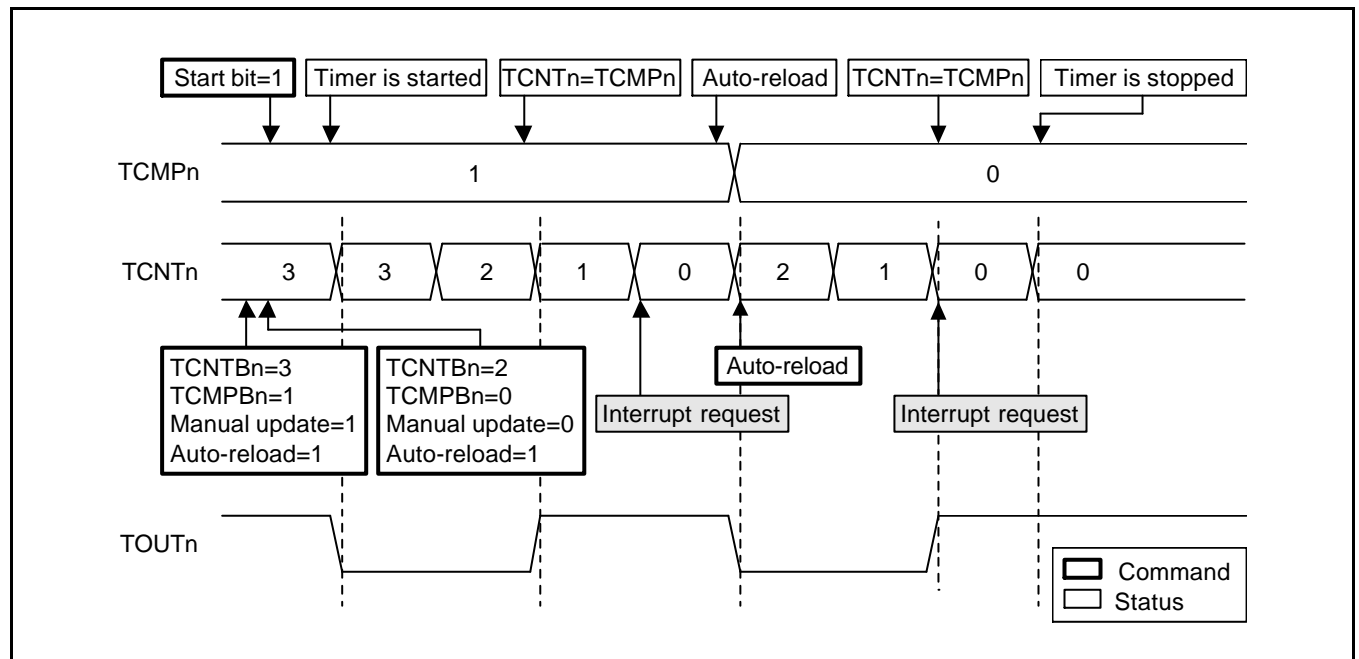 Start bit=1
Timer is started
TCNTn=TCMPn
Auto-reload
TCNTn=TCMPn
Timer is stopped
TCMPn
1
0
TCNTn
3
3
2
1
0
2
1
0
0
TCNTBn=3
TCMPBn=1
Manual update=1
Auto-reload=1
TCNTBn=2
TCMPBn=0
Manual update=0
Auto-reload=1
Interrupt request
Auto-reload
Interrupt request
TOUTn
Command
Status